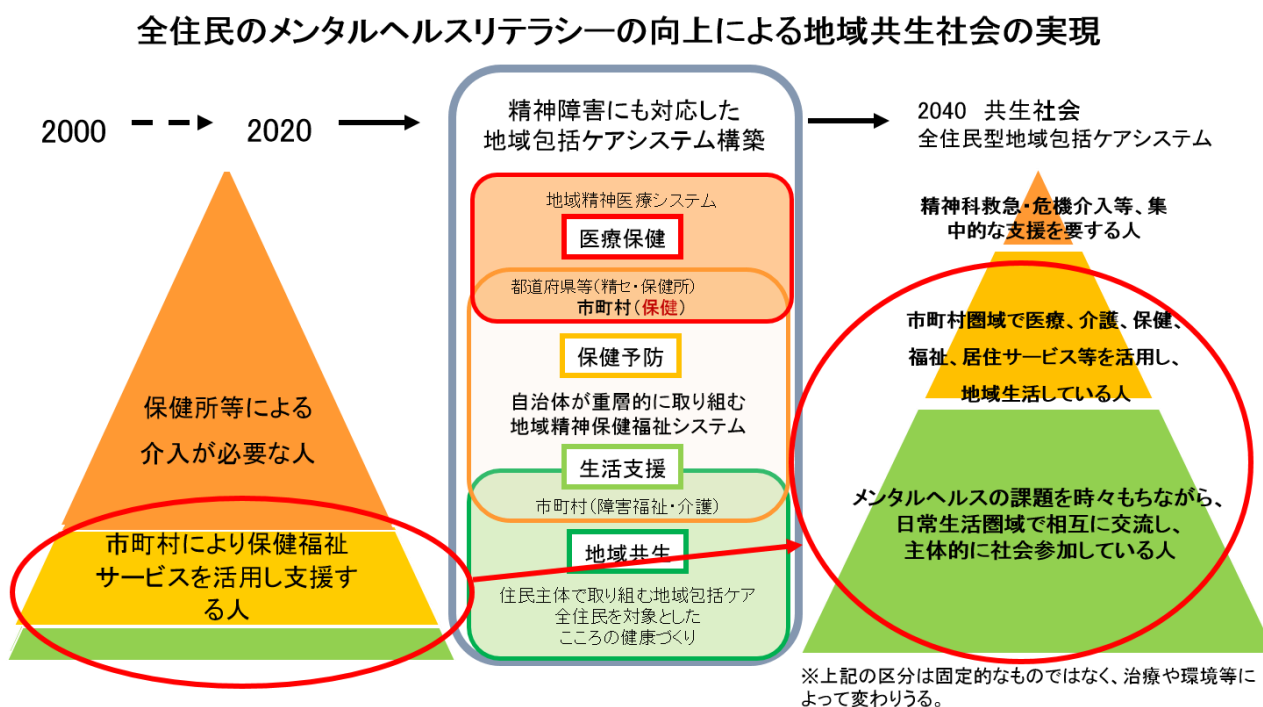 全住民のメンタルヘルスリテラシーの向上による地域共生社会の実現
2000
2020
保健所等による
介入が必要な人
市町村により保健福祉
サービスを活用し支援す
る人
精神障害にも対応した
地域包括ケアシステム構築
地域精神医療システム
医療保健
都道府県等(精セ・保健所)
市町村(保健)
保健予防
自治体が重層的に取り組む
地域精神保健福祉システム
生活支援
市町村(障害福祉・介護)
地域共生
住民主体で取り組む地域包括ケア
全住民を対象とした
こころの健康づくり
2040 共生社会
全住民型地域包括ケアシステム
精神科救急・危機介入等、集
中的な支援を要する人
市町村圏域で医療、介護、保健、
福祉、居住サービス等を活用し、
地域生活している人
メンタルヘルスの課題を時々もちながら、
日常生活圏域で相互に交流し、
主体的に社会参加している人
※上記の区分は固定的なものではなく、治療や環境等に
よって変わりうる。